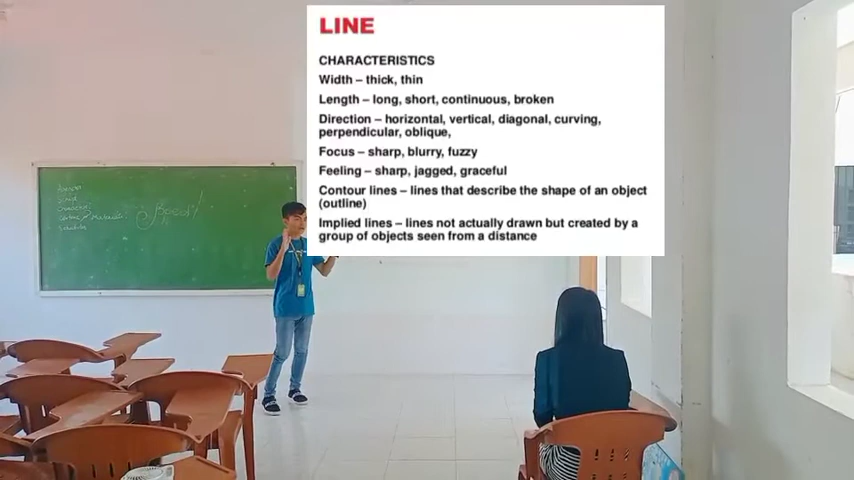 LINE
CHARACTERISTICS
Width – thick, thin
Length – long, short, continuous, broken
Direction – horizontal, vertical, diagonal, curving,
perpendicular, oblique,
Focus – sharp, blurry, fuzzy
Feeling – sharp, jagged, graceful
Contour lines – lines that describe the shape of an object
(outline)
Implied lines – lines not actually drawn but created by a
group of objects seen from a distance